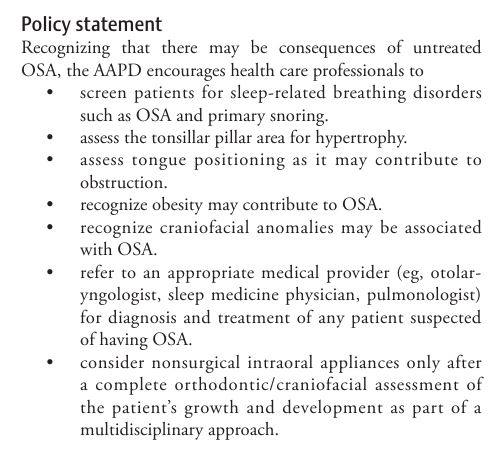 Policy statement
Recognizing that there may be consequences of untreated
OSA, the AAPD encourages health care professionals to
• screen patients for sleep-related breathing disorders
such as OSA and primary snoring.
• assess the tonsillar pillar area for hypertrophy.
• assess tongue positioning as it may contribute to
obstruction.
• recognize obesity may contribute to OSA.
• recognize craniofacial anomalies may be associated
with OSA.
• refer to an appropriate medical provider (eg, otolar-
yngologist, sleep medicine physician, pulmonologist)
for diagnosis and treatment of any patient suspected
of having OSA.
• consider nonsurgical intraoral appliances only after
a complete orthodontic/craniofacial assessment of
the patient’s growth and development as part of a
multidisciplinary approach.